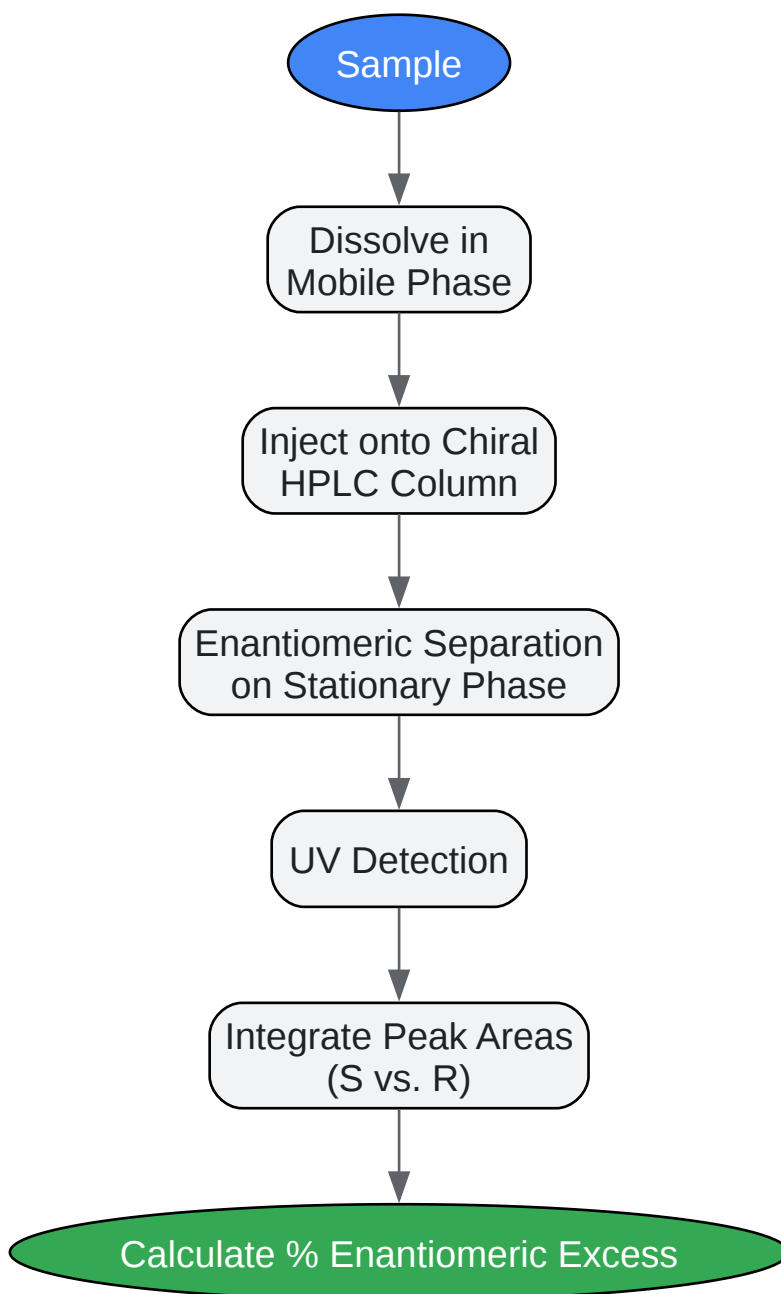 Sample
Dissolve in
Mobile Phase
Inject onto Chiral
HPLC Column
Enantiomeric Separation
on Stationary Phase
UV Detection
Integrate Peak Areas
(S vs. R)
Calculate % Enantiomeric Excess